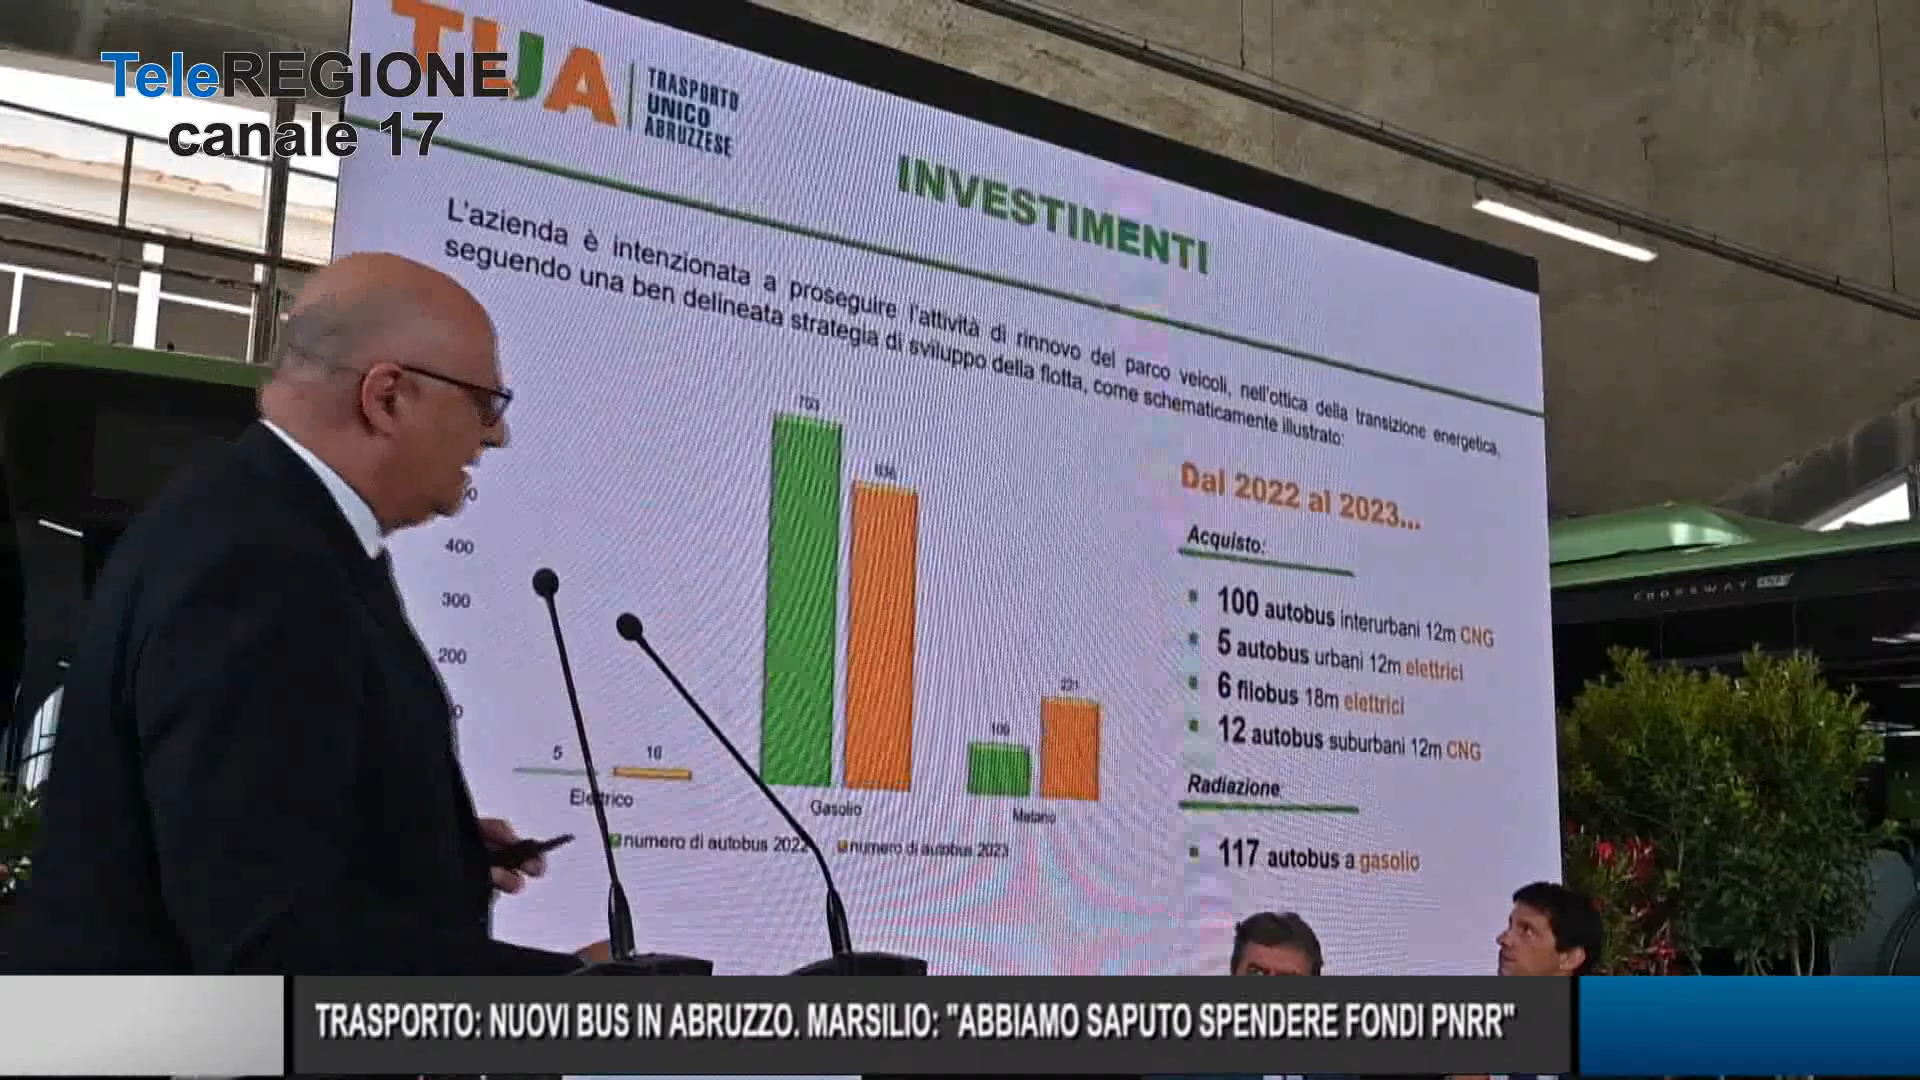 TeleREGIONE
canale 17
TUA
TRASPORTO
UNICO
ABRUZZESE
INVESTIMENTI
L'azienda è intenzionata a proseguire l'attività di rinnovo del parco veicoli, nell'ottica della transizione energetica,
seguendo una ben delineata strategia di sviluppo della flotta, come schematicamente illustrato:
400
300
200
5
16
109
221
Elettrico
Gasolio
Metano
numero di autobus 2022
numero di autobus 2023
Dal 2022 al 2023...
Acquisto:
100 autobus interurbani 12m CNG
5 autobus urbani 12m elettrici
6 filobus 18m elettrici
12 autobus suburbani 12m CNG
Radiazione:
117 autobus a gasolio
CROSSWAY
TRASPORTO: NUOVI BUS IN ABRUZZO. MARSILIO: "ABBIAMO SAPUTO SPENDERE FONDI PNRR"